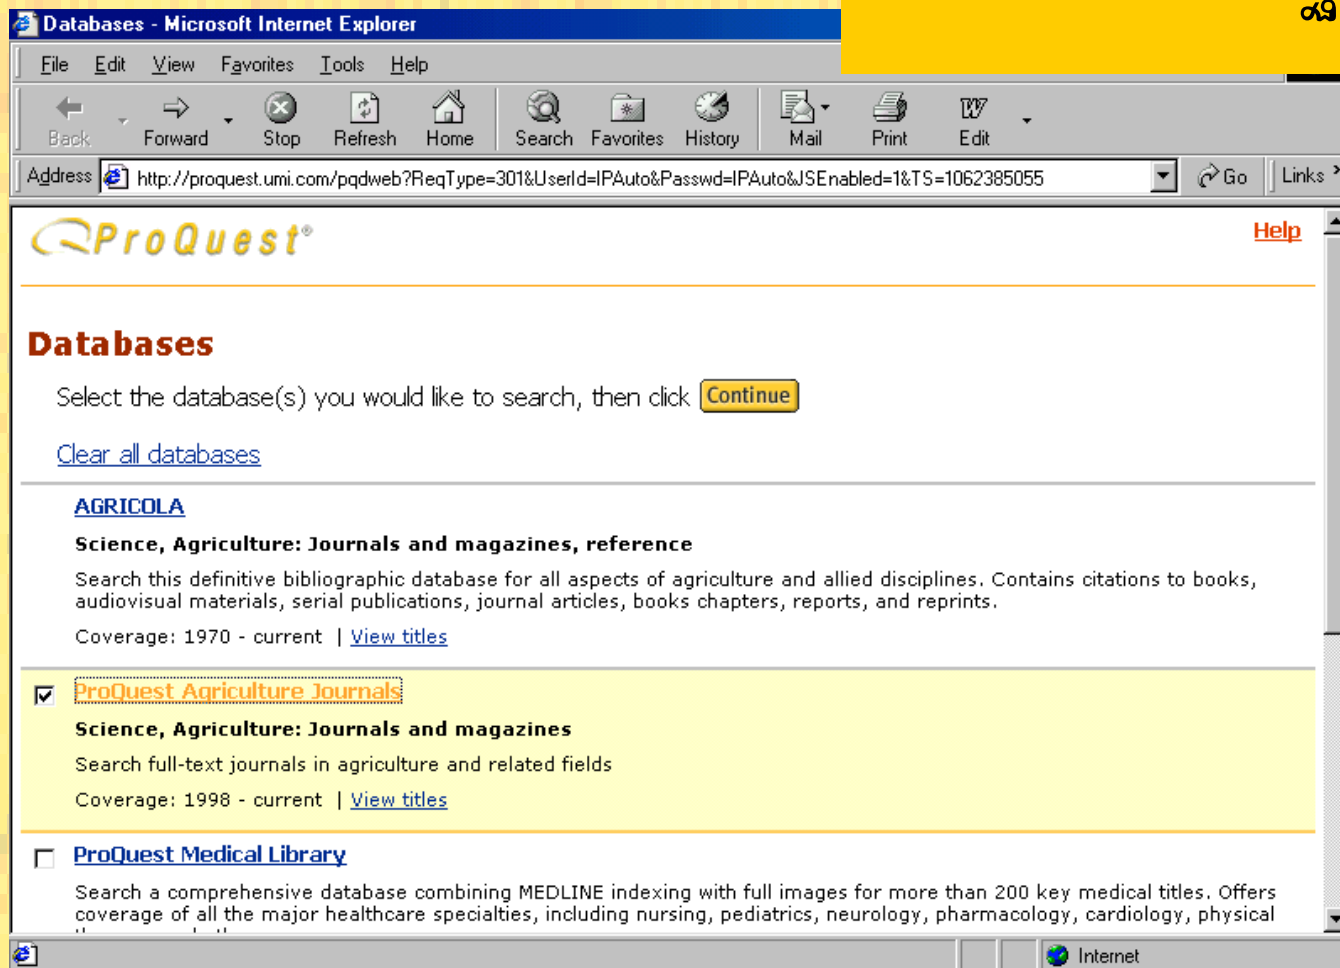 ๙๑
Databases - Microsoft Internet Explorer
File Edit View Favorites Tools Help
Back Forward Stop Refresh Home Search Favorites History Mail Print Edit
Address http://proquest.umi.com/pqdweb?ReqType=301&UserId=IPAuto&Passwd=IPAuto&JSEnabled=1&TS=1062385055 Go Links
ProQuest® Help
Databases
Select the database(s) you would like to search, then click Continue
Clear all databases
AGRICOLA
Science, Agriculture: Journals and magazines, reference
Search this definitive bibliographic database for all aspects of agriculture and allied disciplines. Contains citations to books,
audiovisual materials, serial publications, journal articles, books chapters, reports, and reprints.
Coverage: 1970 - current | View titles
ProQuest Agriculture Journals
Science, Agriculture: Journals and magazines
Search full-text journals in agriculture and related fields
Coverage: 1998 - current | View titles
ProQuest Medical Library
Search a comprehensive database combining MEDLINE indexing with full images for more than 200 key medical titles. Offers
coverage of all the major healthcare specialties, including nursing, pediatrics, neurology, pharmacology, cardiology, physical
Internet